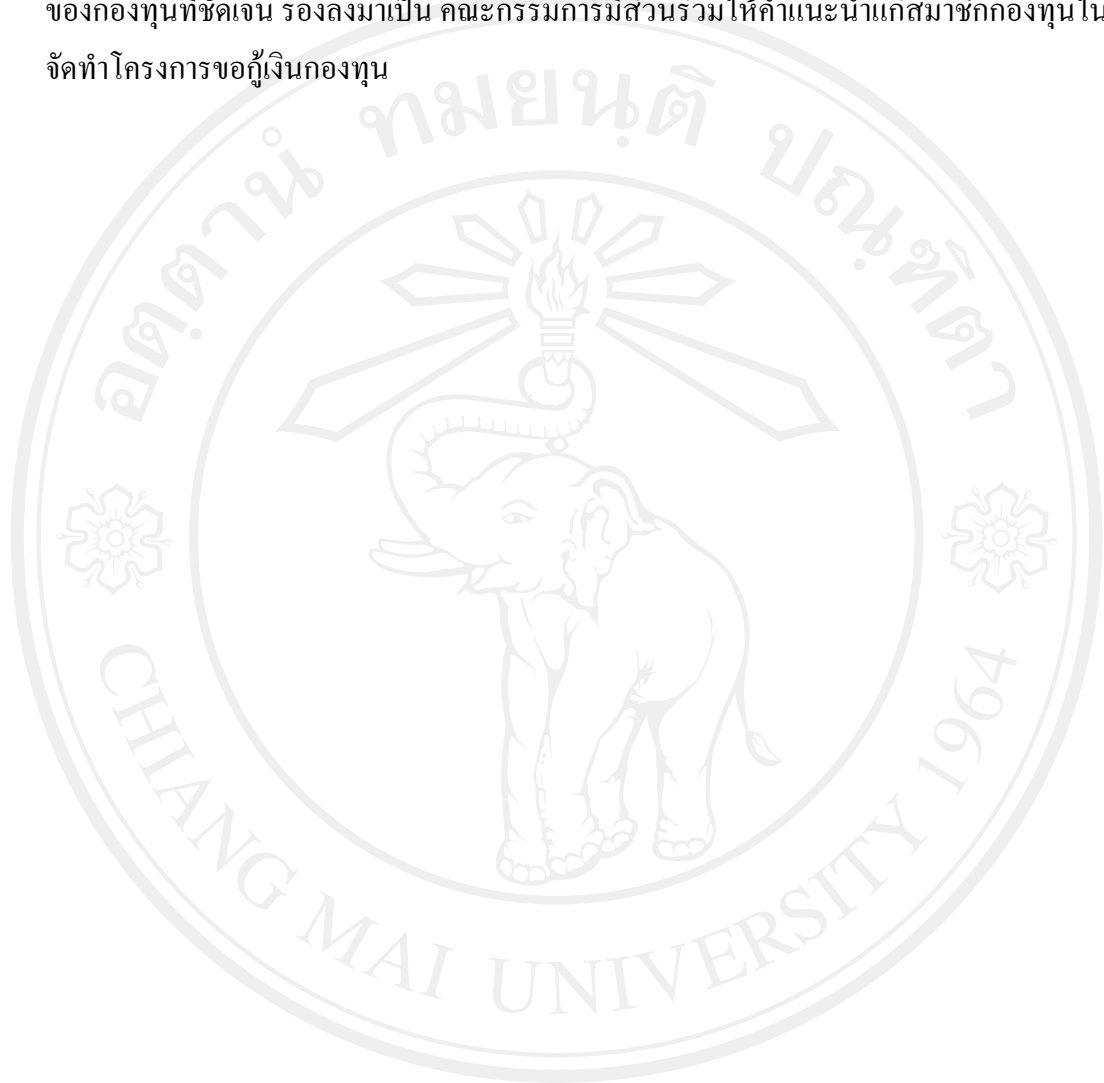 ของกองทุนที่ชัดเจน รองลงมาเป็น คณะกรรมการมีส่วนร่วมให้คำแนะนำแก่สมาชิกกองทุนใน
จัดทำโครงการขอกู้เงินกองทุน
อตฺตานํ ทมยนฺติ ปณฺฑิตา
CHIANG MAI UNIVERSITY 1964